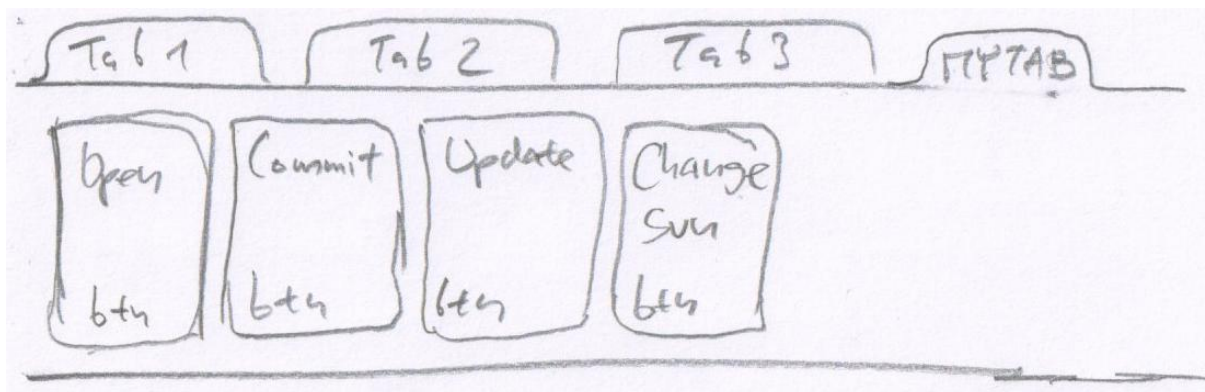 Tab 1 Tab 2 Tab 3 MYTAB
Open Commit Update Change
svn
btn btn btn btn